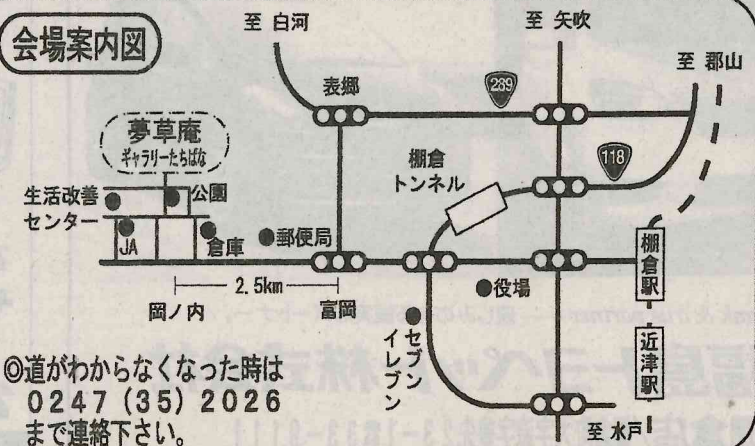 会場案内図
至 白河
至 矢吹
至 郡山
表郷
289
118
夢草庵
ギャラリーたちばな
棚倉
トンネル
生活改善
センター
公園
JA
倉庫
郵便局
棚倉駅
2.5km
岡ノ内
富岡
役場
セブン
イレブン
近津駅
至 水戸
◎道がわからなくなった時は
0247(35)2026
まで連絡下さい。